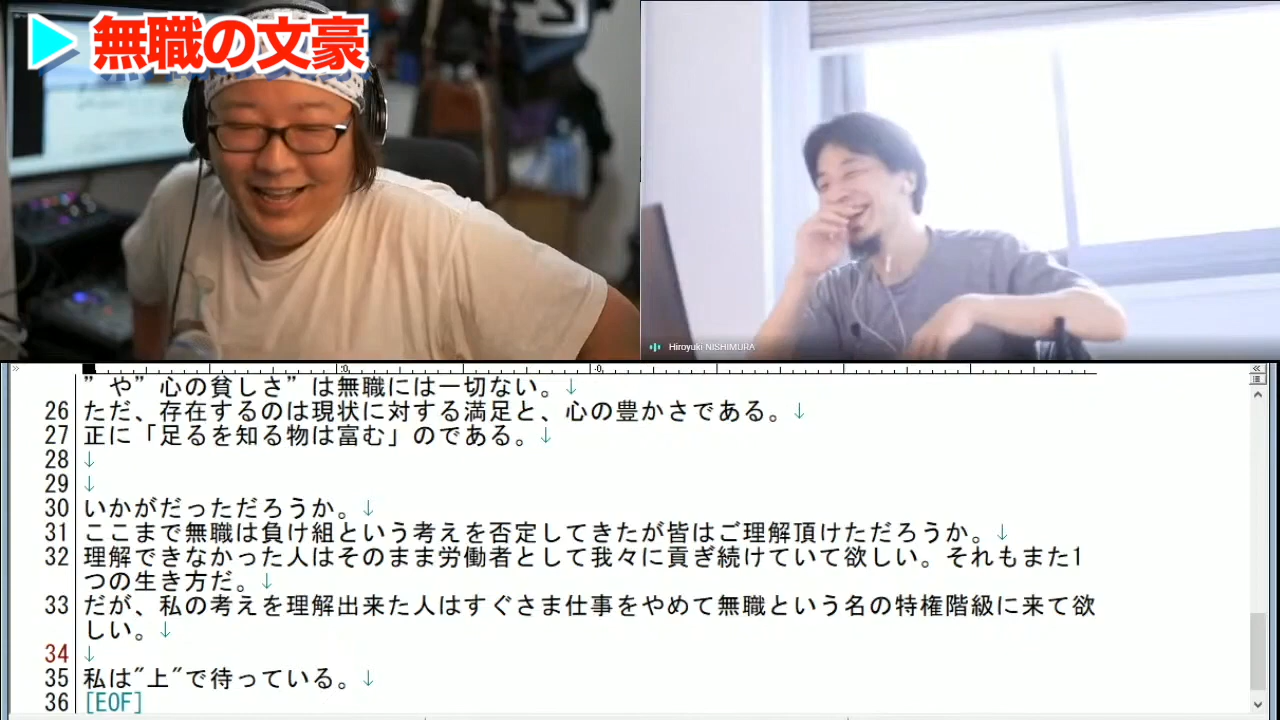 無職の文豪
Hiroyuki NISHIMURA
”や”心の貧しさ”は無職には一切ない。↓
26 ただ、存在するのは現状に対する満足と、心の豊かさである。↓
27 正に「足るを知る物は富む」のである。↓
28 ↓
29 ↓
30 いかがだっただろうか。↓
31 ここまで無職は負け組という考えを否定してきたが皆はご理解頂けただろうか。↓
32 理解できなかった人はそのまま労働者として我々に貢ぎ続けていて欲しい。それもまた1
つの生き方だ。↓
33 だが、私の考えを理解出来た人はすぐさま仕事をやめて無職という名の特権階級に来て欲
しい。↓
34 ↓
35 私は"上"で待っている。↓
36 [EOF]